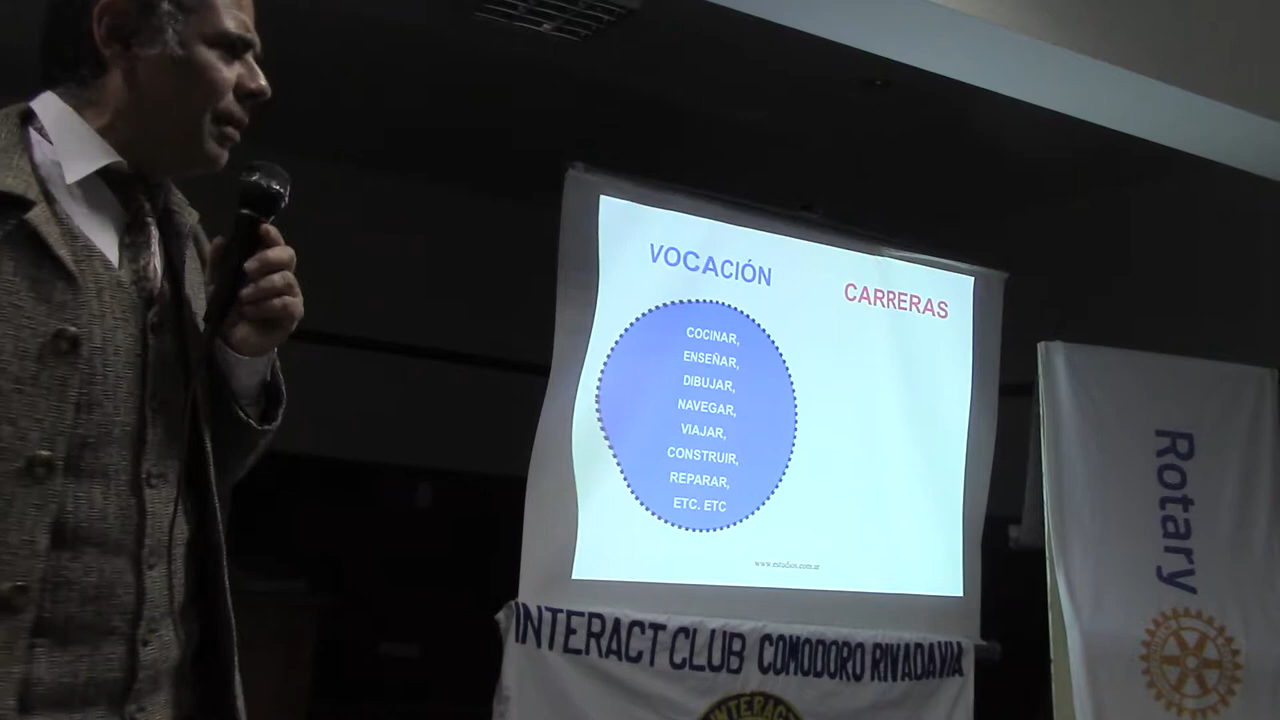 VOCACIÓN
CARRERAS
COCINAR,
ENSEÑAR,
DIBUJAR,
NAVEGAR,
VIAJAR,
CONSTRUIR,
REPARAR,
ETC. ETC
www.estudios.com.ar
INTERACT CLUB COMODORO RIVADAVIA
INTERACT
Rotary